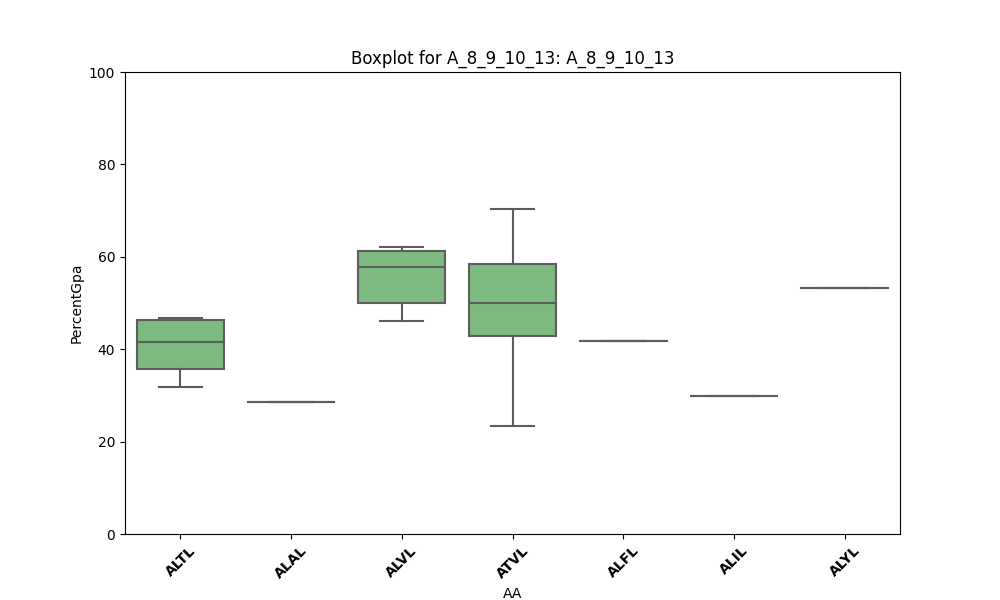 Boxplot for A_8_9_10_13: A_8_9_10_13
100
80
60
40
20
0
PercentGpa
ALTL
ALAL
ALVL
ATVL
ALFL
ALIL
ALYL
AA